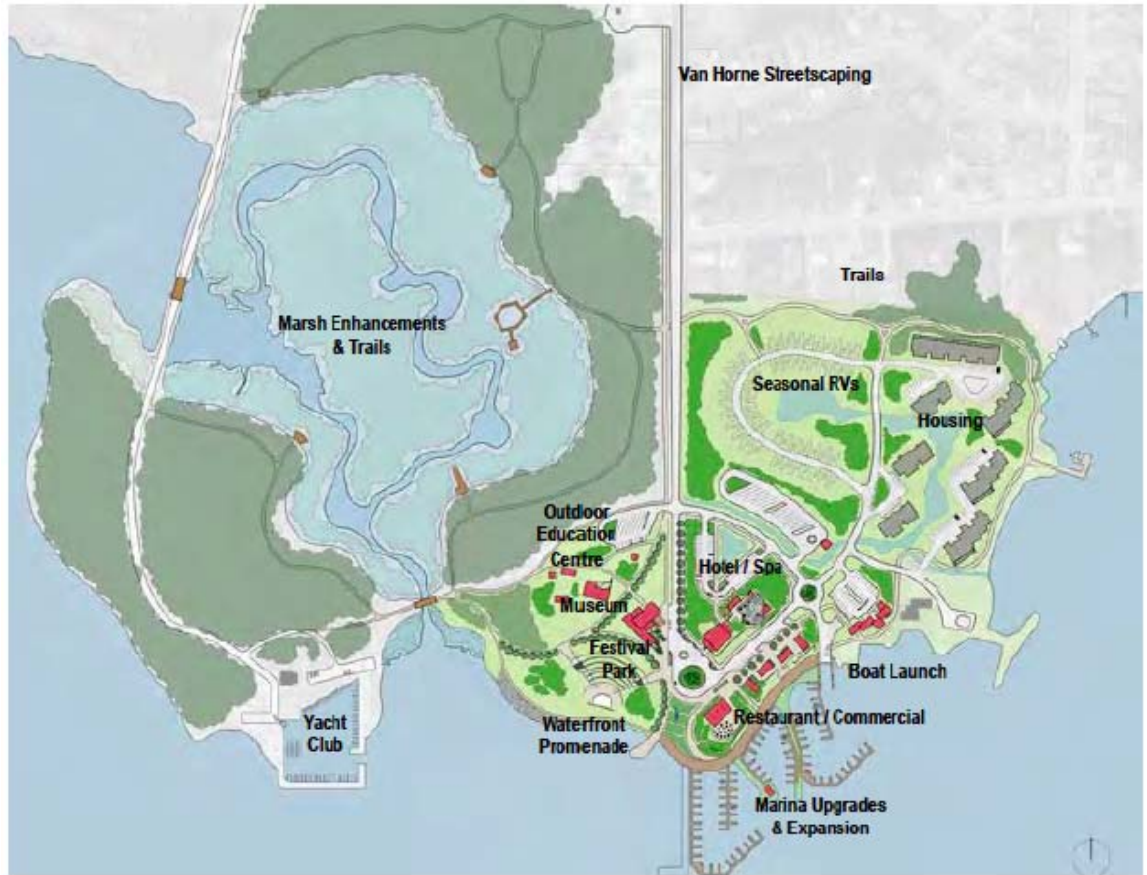 Van Horne Streetscaping
Trails
Marsh Enhancements
& Trails
Seasonal RVs
Housing
Outdoor
Education
Centre
Hotel / Spa
Museum
Festival
Park
Boat Launch
Yacht
Club
Waterfront
Promenade
Restaurant / Commercial
Marina Upgrades
& Expansion